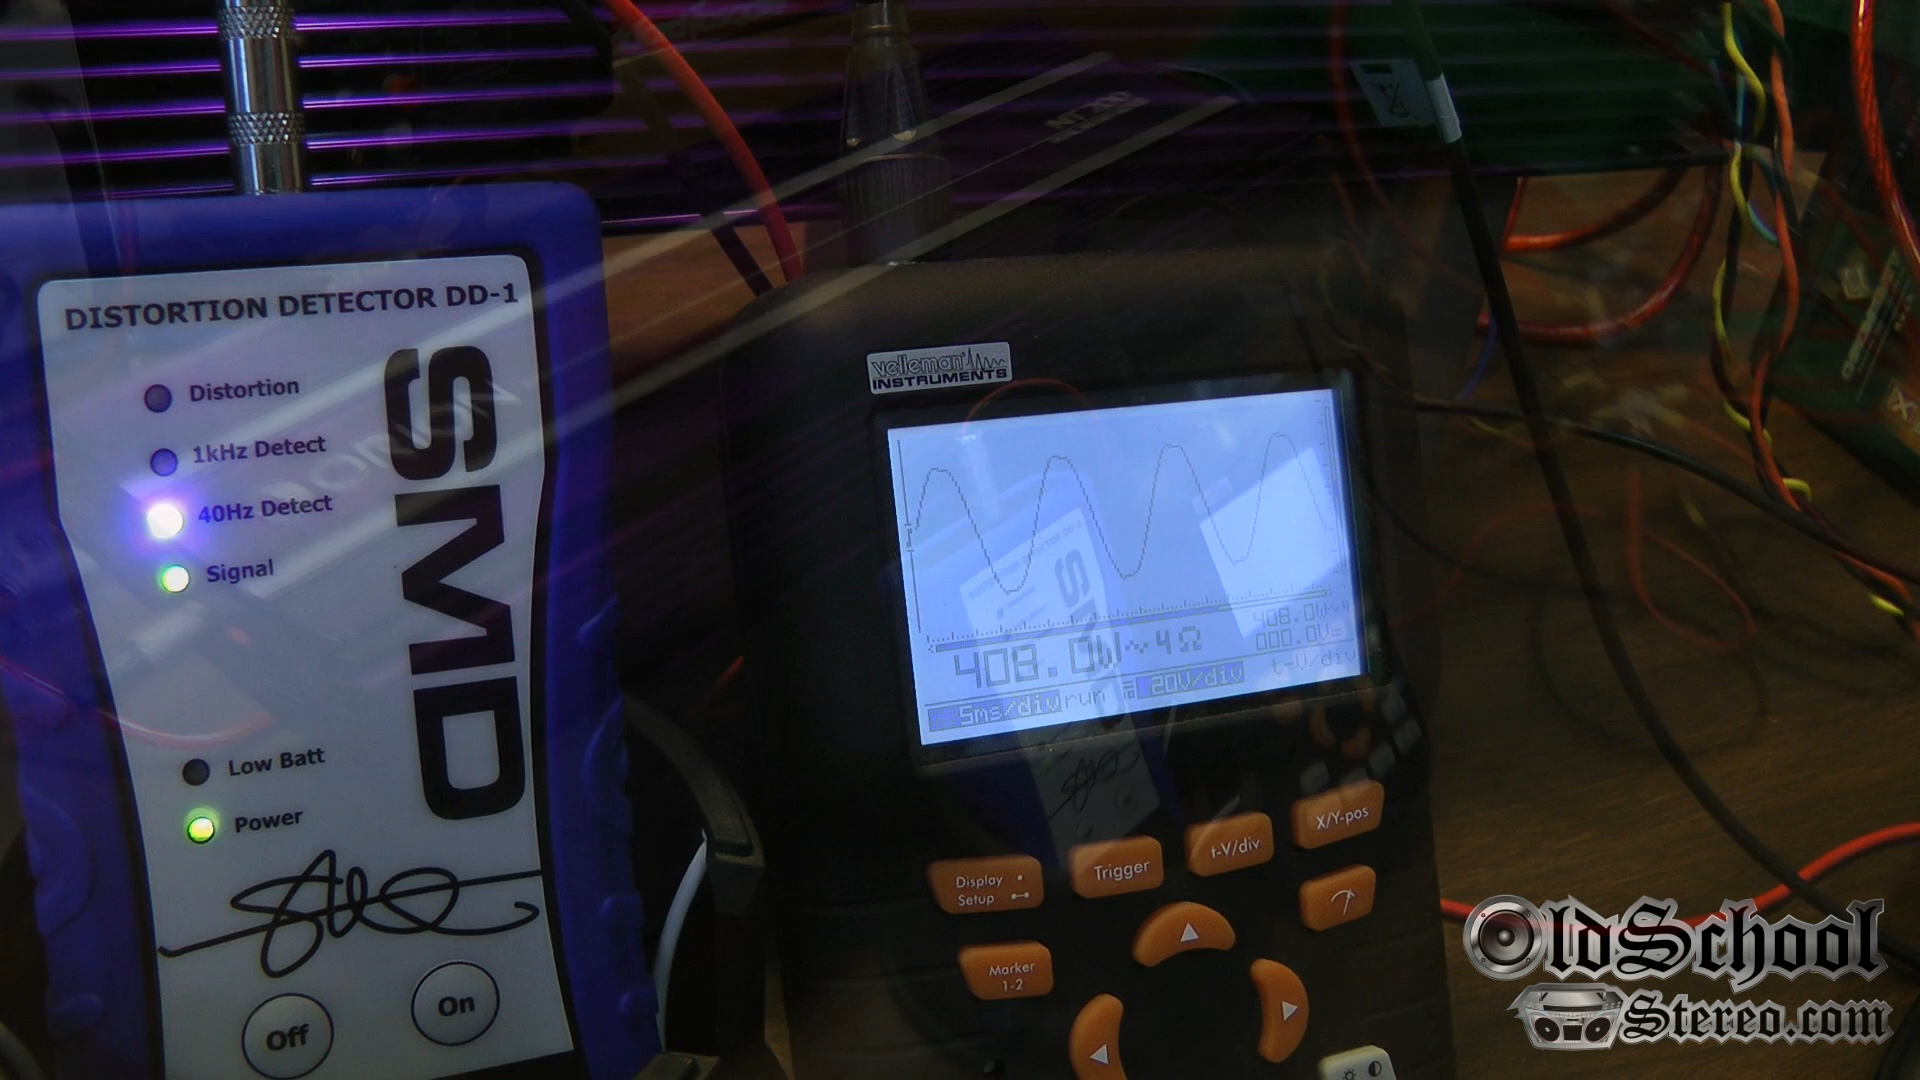 DISTORTION DETECTOR DD-1
Distortion
1kHz Detect
40Hz Detect
Signal
SMD
Low Batt
Power
Off
On
velleman
INSTRUMENTS
408.0W~4Ω
408.0W~4
000.0V=
5ms/div run
20V/div
t-V/div
Display
Setup
Trigger
t-V/div
X/Y-pos
Marker
1-2
OldSchool
Stereo.com